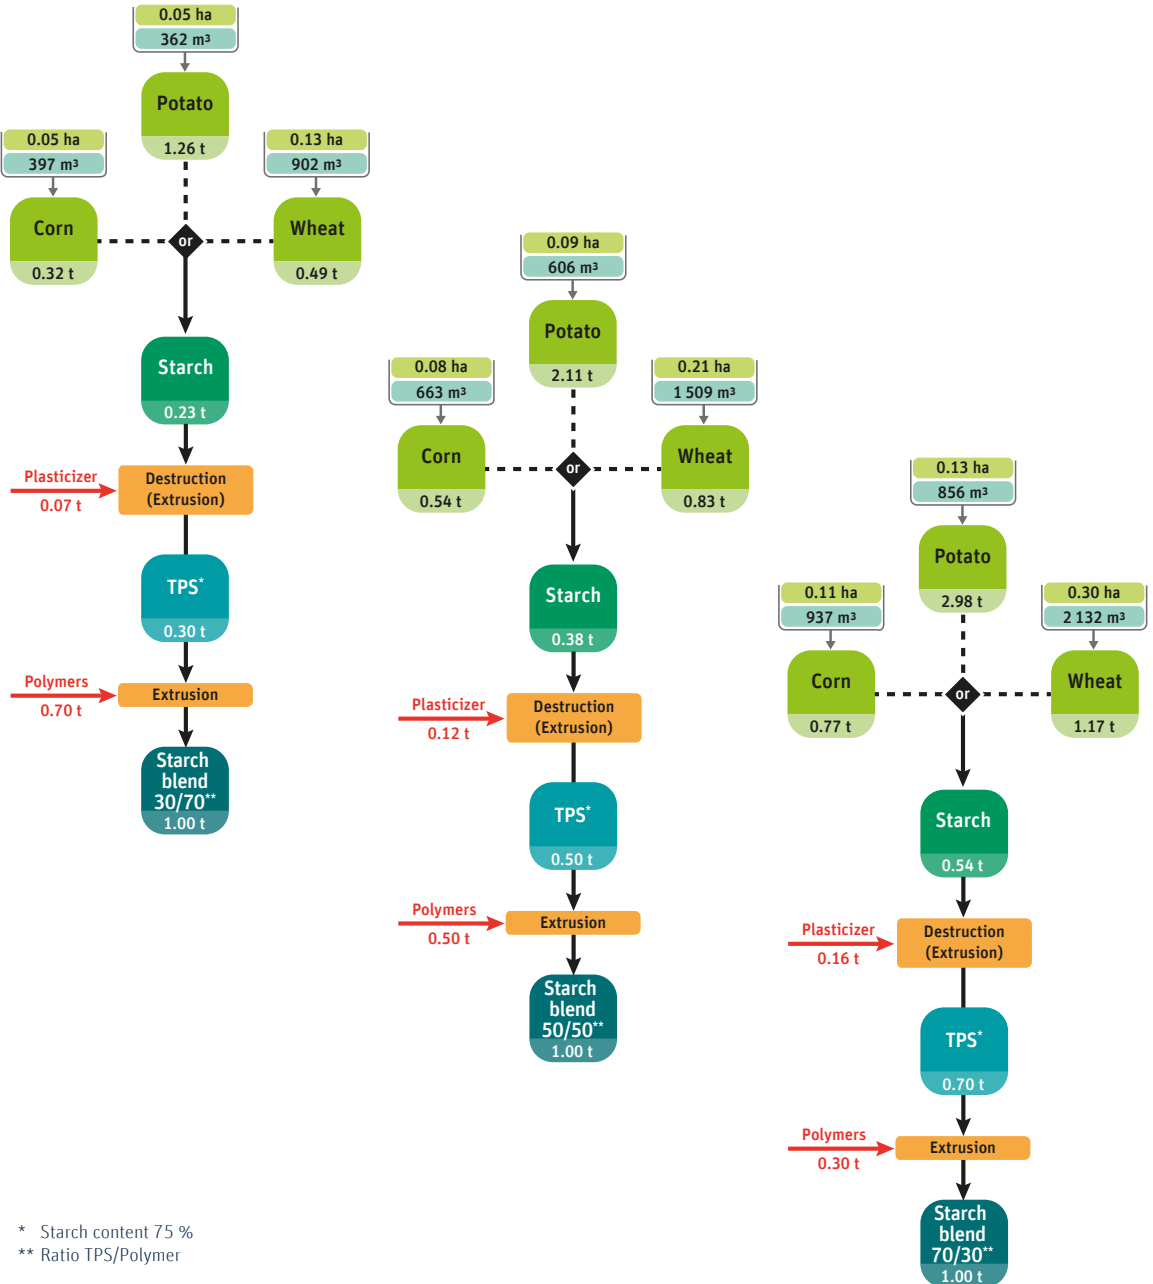 0.05 ha
362 m³
Potato
1.26 t
0.05 ha
397 m³
Corn
0.32 t
0.13 ha
902 m³
Wheat
0.49 t
or
Starch
0.23 t
Plasticizer
0.07 t
Destruction
(Extrusion)
TPS*
0.30 t
Polymers
0.70 t
Extrusion
Starch
blend
30/70**
1.00 t
0.09 ha
606 m³
Potato
2.11 t
0.08 ha
663 m³
Corn
0.54 t
0.21 ha
1 509 m³
Wheat
0.83 t
or
Starch
0.38 t
Plasticizer
0.12 t
Destruction
(Extrusion)
TPS*
0.50 t
Polymers
0.50 t
Extrusion
Starch
blend
50/50**
1.00 t
0.13 ha
856 m³
Potato
2.98 t
0.11 ha
937 m³
Corn
0.77 t
0.30 ha
2 132 m³
Wheat
1.17 t
or
Starch
0.54 t
Plasticizer
0.16 t
Destruction
(Extrusion)
TPS*
0.70 t
Polymers
0.30 t
Extrusion
Starch
blend
70/30**
1.00 t
* Starch content 75 %
** Ratio TPS/Polymer